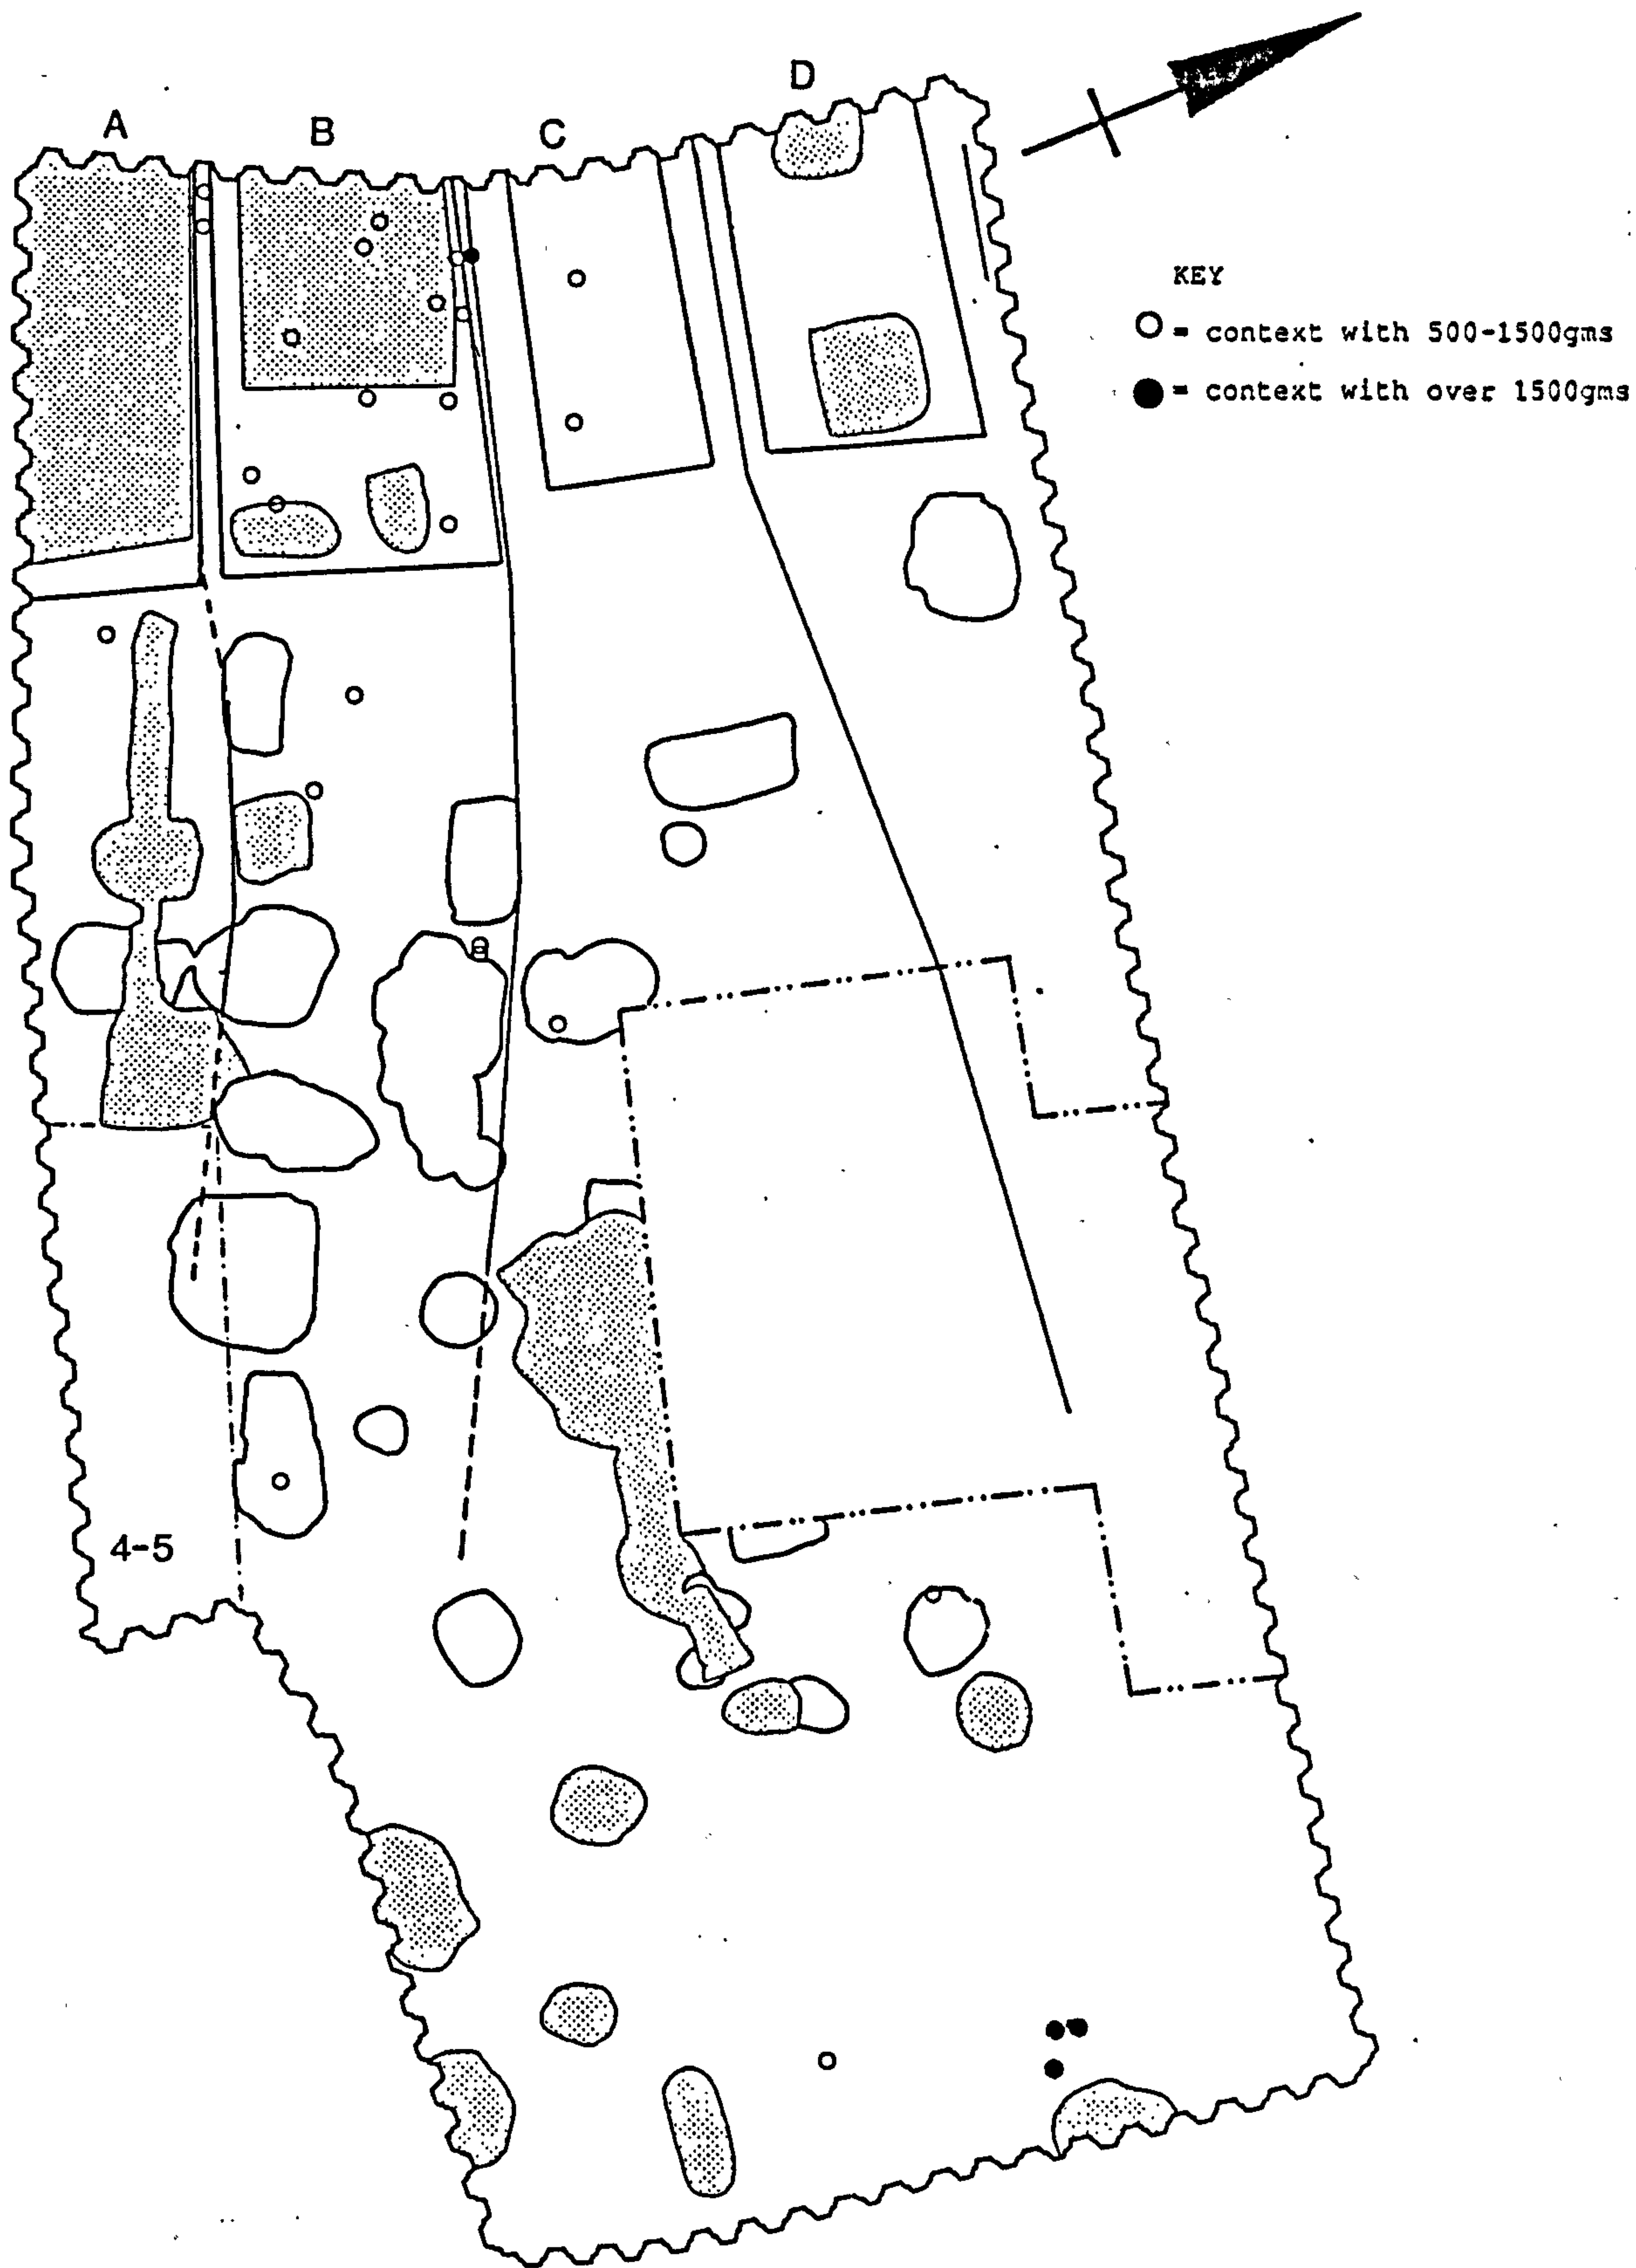 A
B
C
D
KEY
= context with 500-1500gms
= context with over 1500gms
4-5